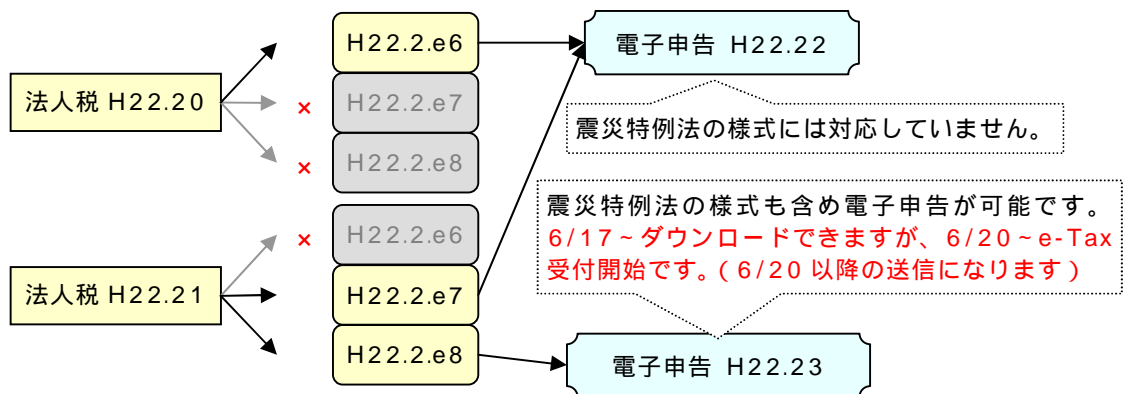 法人税 H22.20
H22.2.e6
×
H22.2.e7
×
H22.2.e8
電子申告 H22.22
震災特例法の様式には対応していません。
法人税 H22.21
×
H22.2.e6
H22.2.e7
H22.2.e8
震災特例法の様式も含め電子申告が可能です。
6/17～ダウンロードできますが、6/20～e-Tax
受付開始です。(6/20 以降の送信になります)
電子申告 H22.23